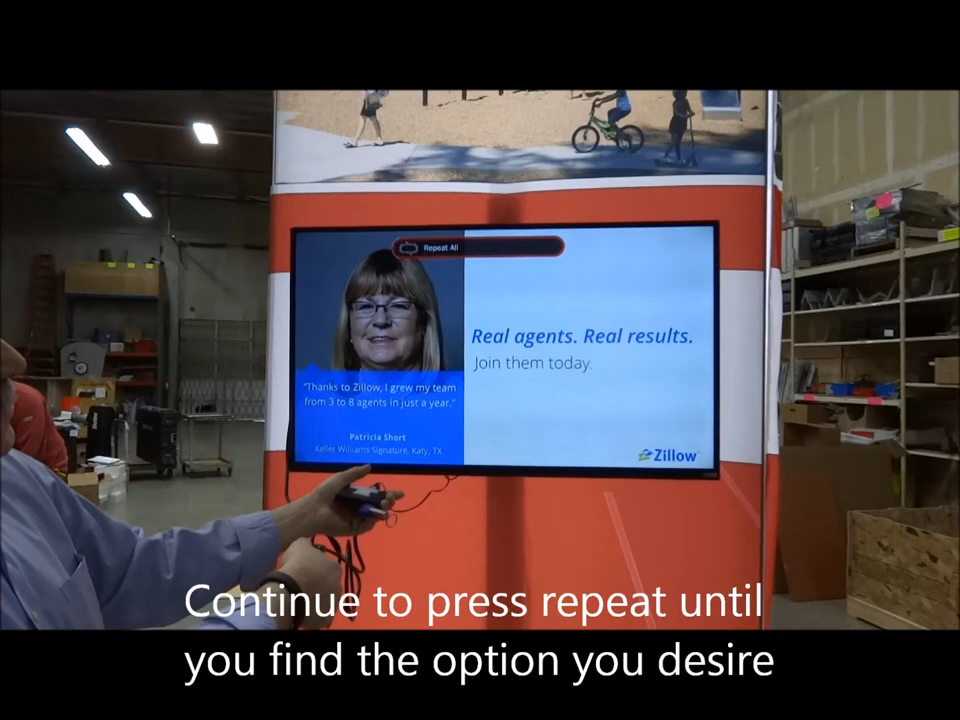 Repeat All
Real agents. Real results.
Join them today.
"Thanks to Zillow, I grew my team
from 3 to 8 agents in just a year."
Patricia Short
Keller Williams Signature, Katy, TX
Zillow
Continue to press repeat until
you find the option you desire